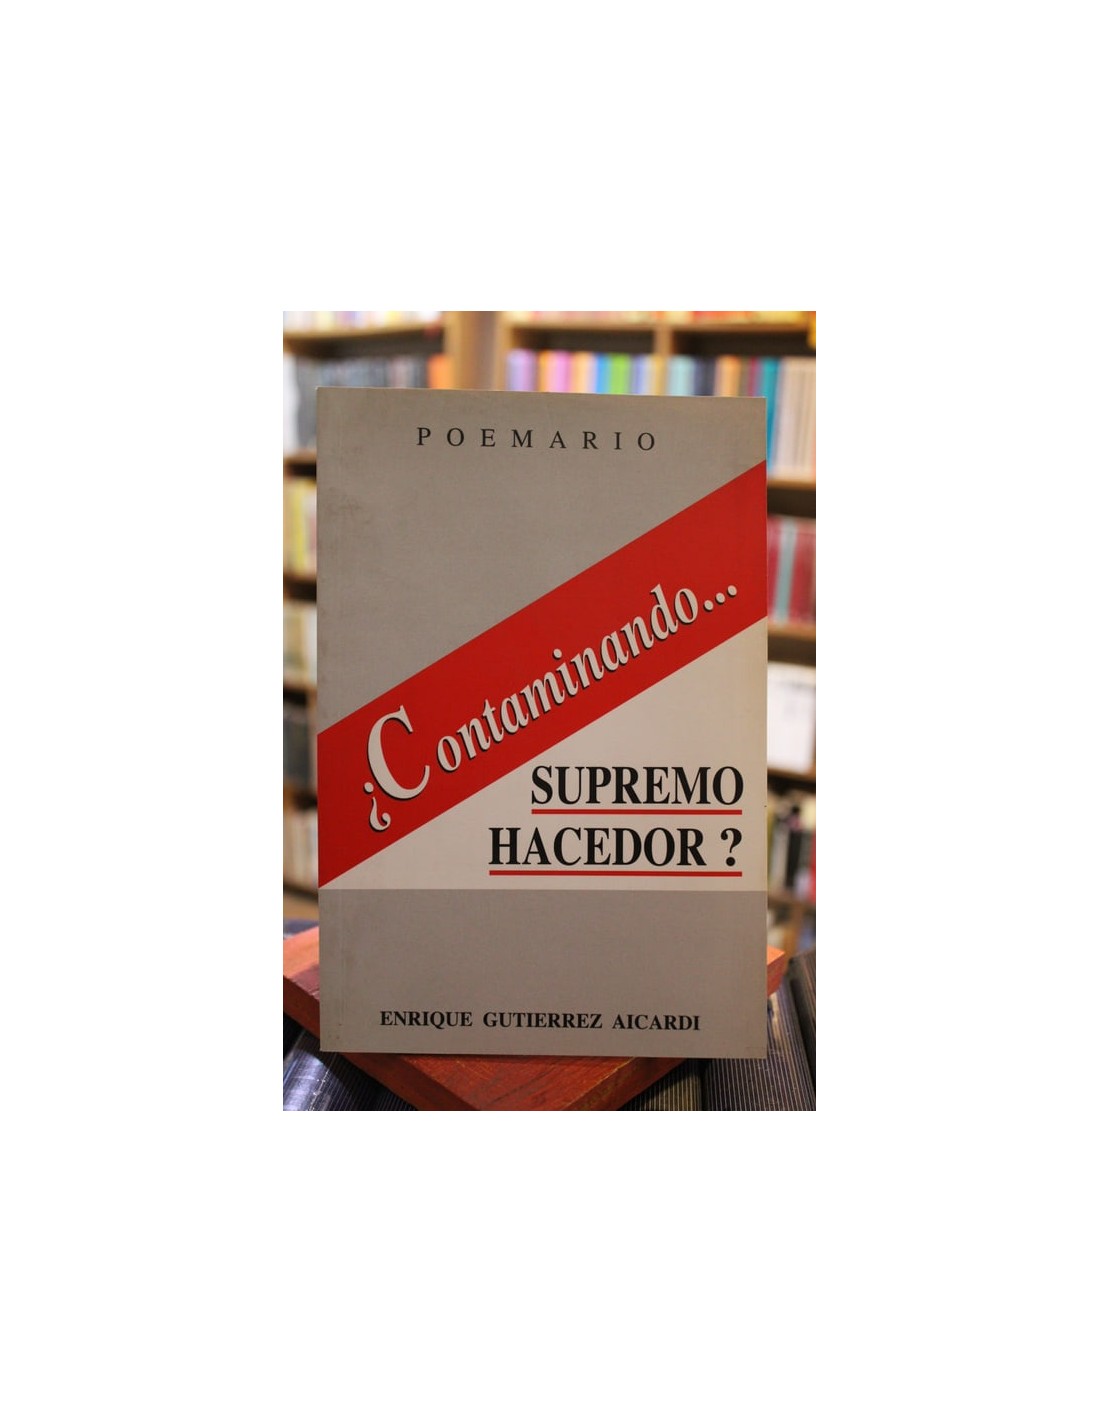 POEMARIO
¿Contaminando...
SUPREMO
HACEDOR ?
ENRIQUE GUTIERREZ AICARDI